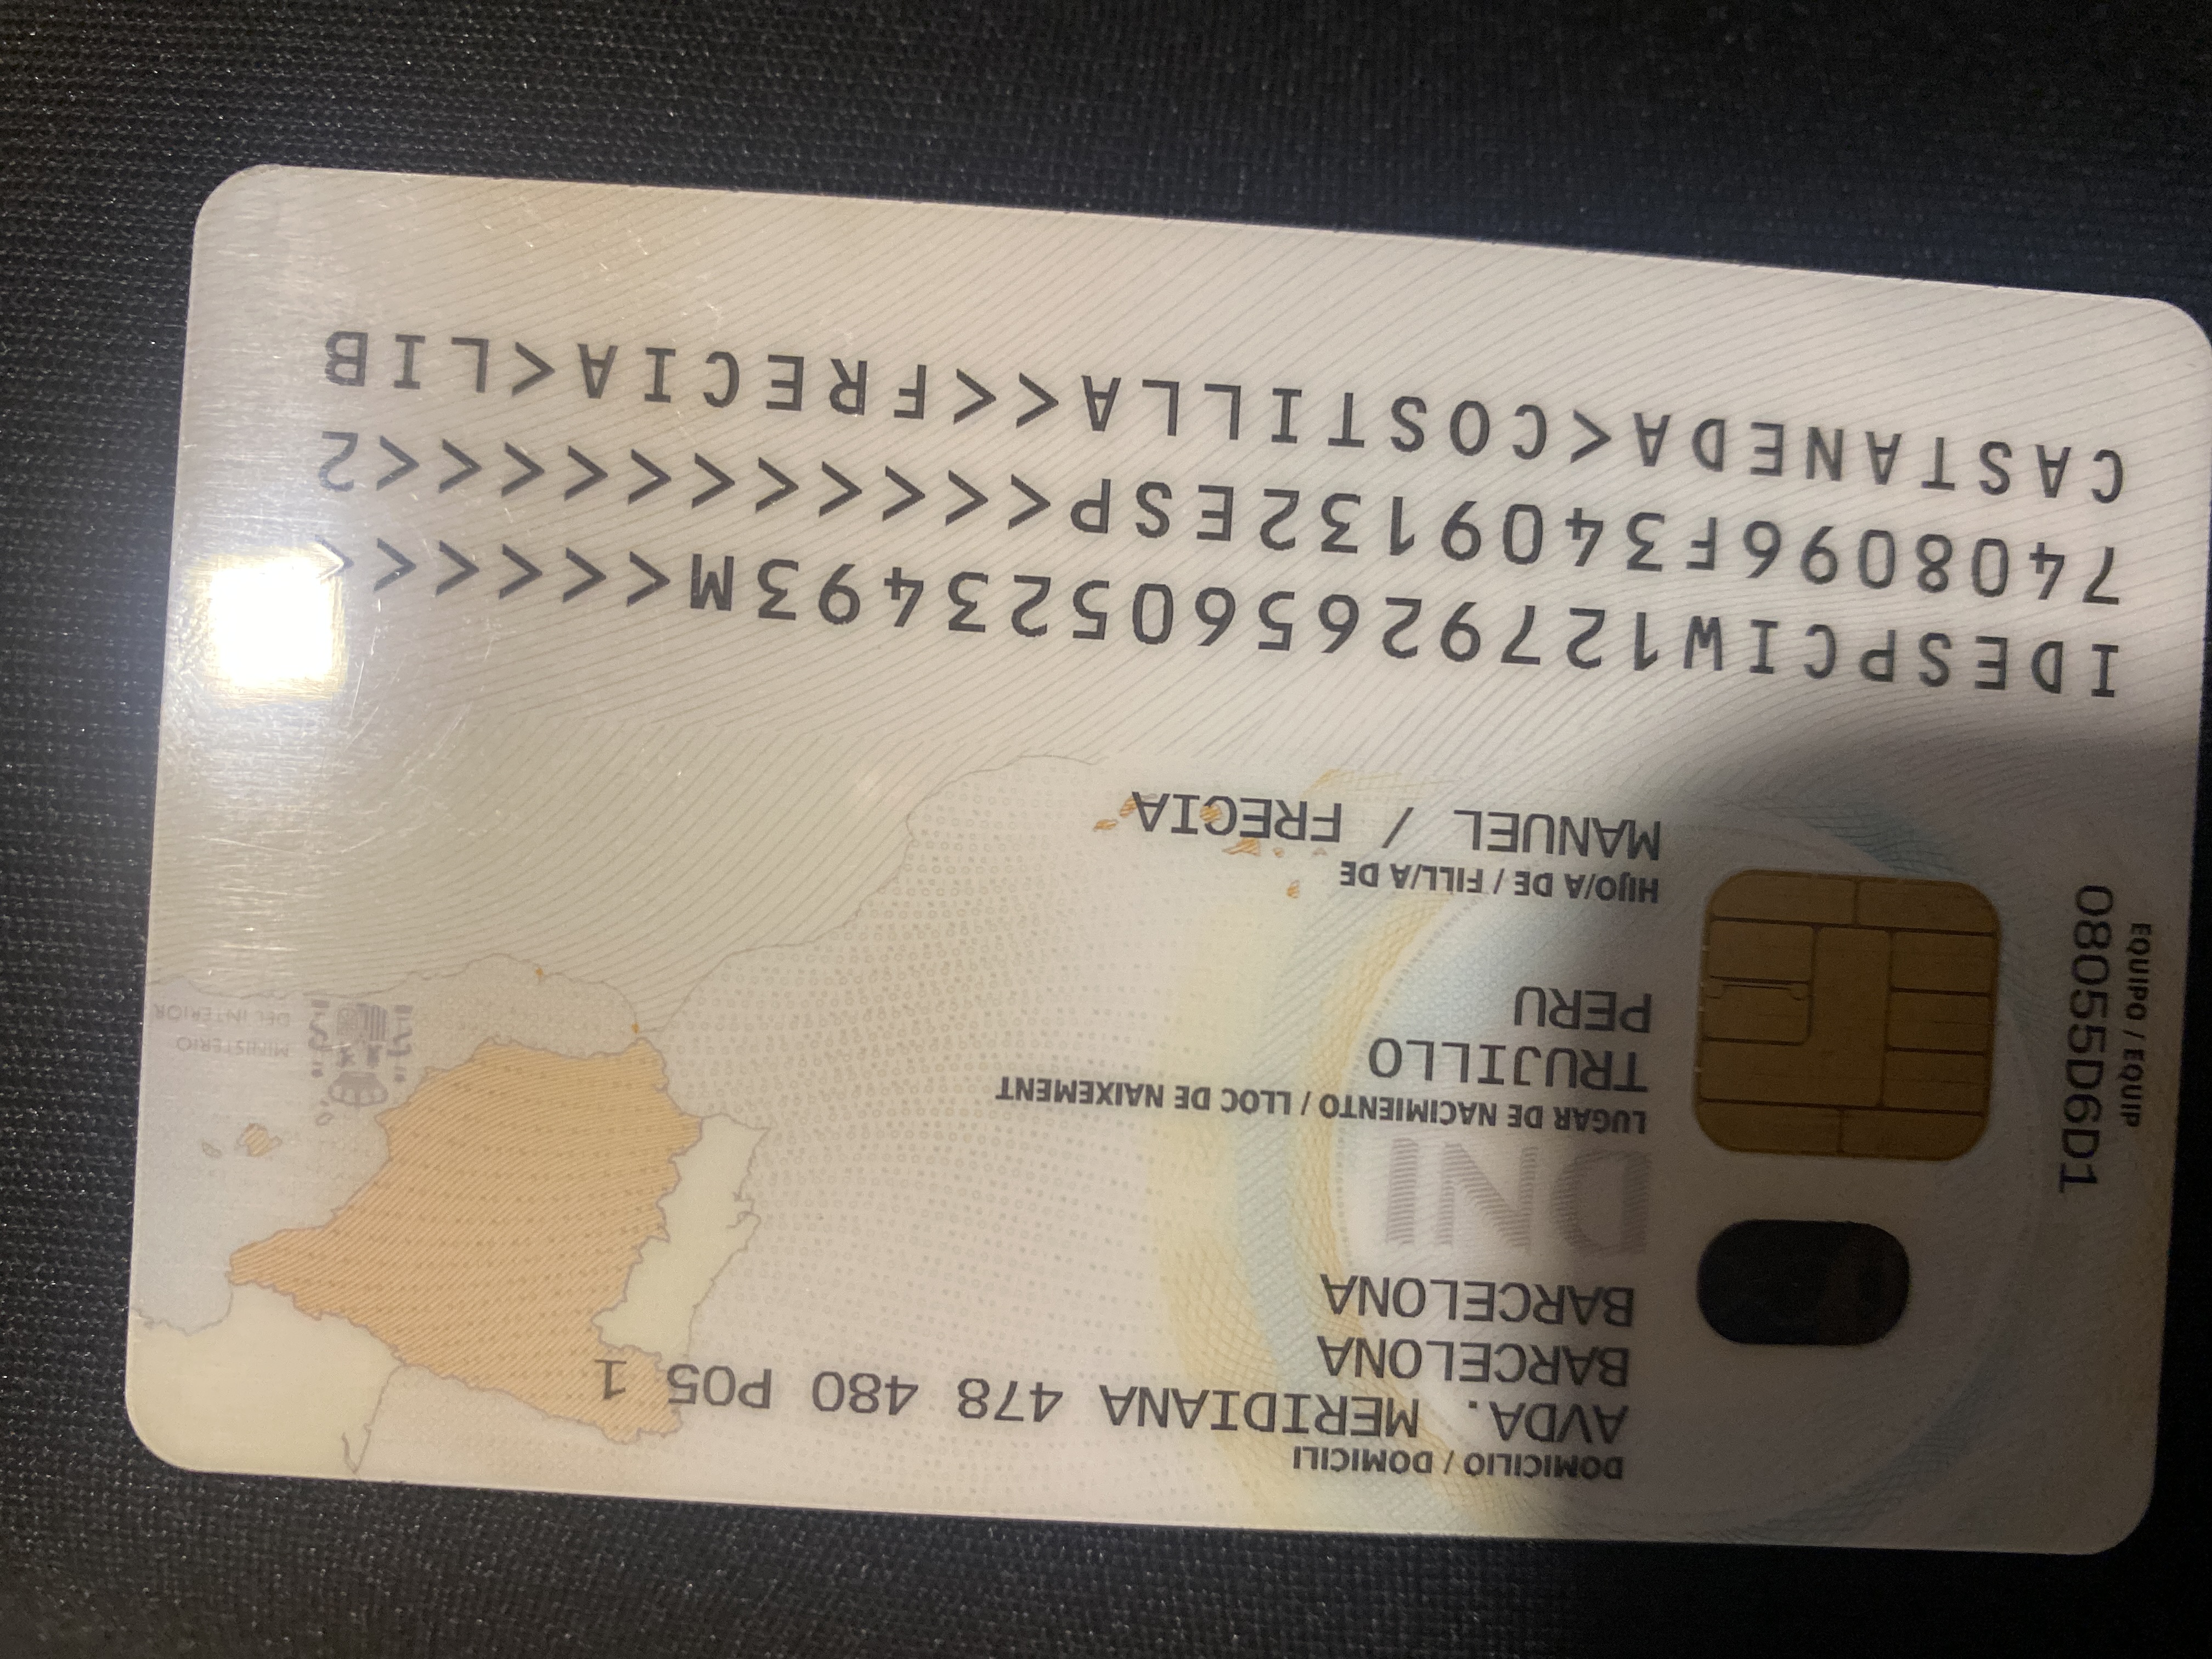 DOMICILIO / DOMICILI
AVDA. MERIDIANA 478 480 P05 1
BARCELONA
BARCELONA
DNI
LUGAR DE NACIMIENTO / LLOC DE NAIXEMENT
TRUJILLO
PERU
HIJO/A DE / FILL/A DE
MANUEL / FRECIA
MINISTERIO
DEL INTERIOR
EQUIPO / EQUIP
08055D6D1
IDESPCIW127926560523493M<<<<<<
7408096F3409132ESP<<<<<<<<<<<2
CASTANEDA<COSTILLA<<FRECIA<LIB